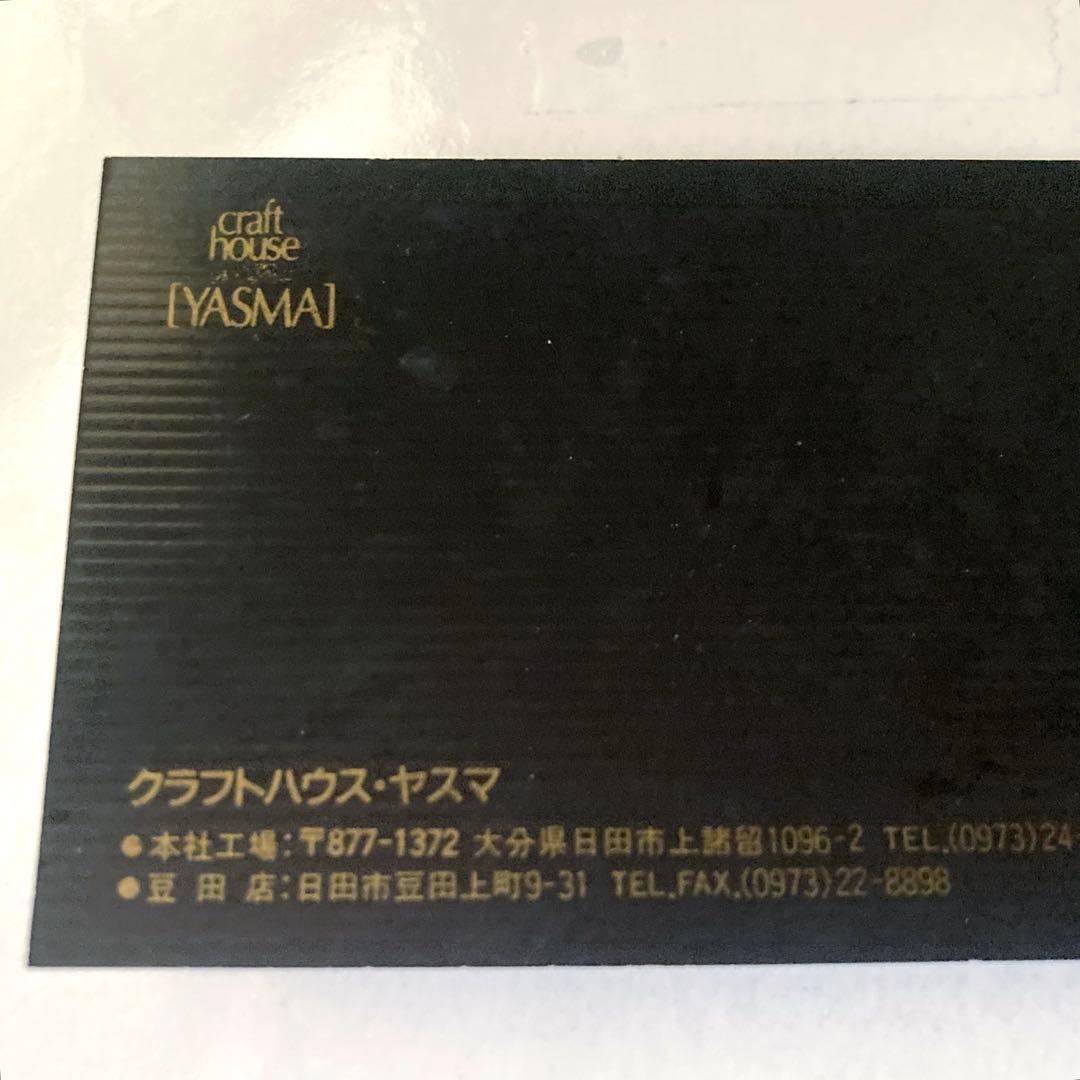 craft
house
[YASMA]
クラフトハウス・ヤスマ
●本社工場:〒877-1372 大分県日田市上諸留1096-2 TEL.(0973)24-
●豆田店:日田市豆田上町9-31 TEL.FAX.(0973)22-8898